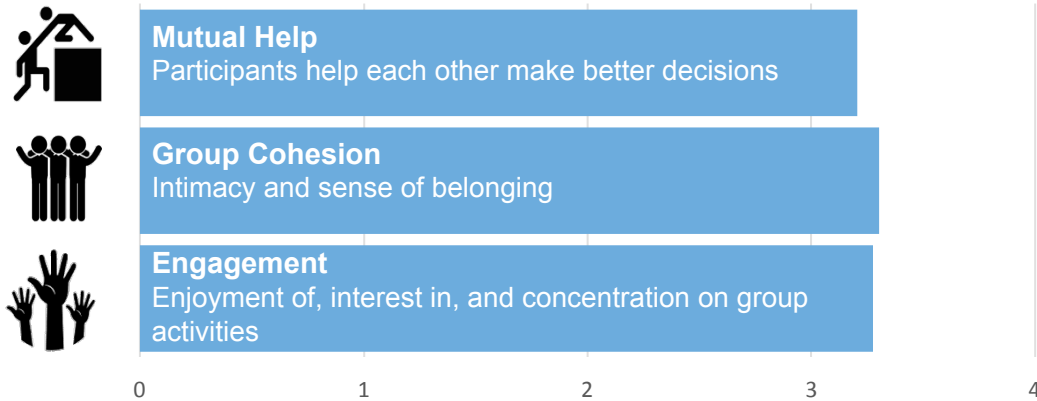 Mutual Help
Participants help each other make better decisions
Group Cohesion
Intimacy and sense of belonging
Engagement
Enjoyment of, interest in, and concentration on group
activities
0 1 2 3 4